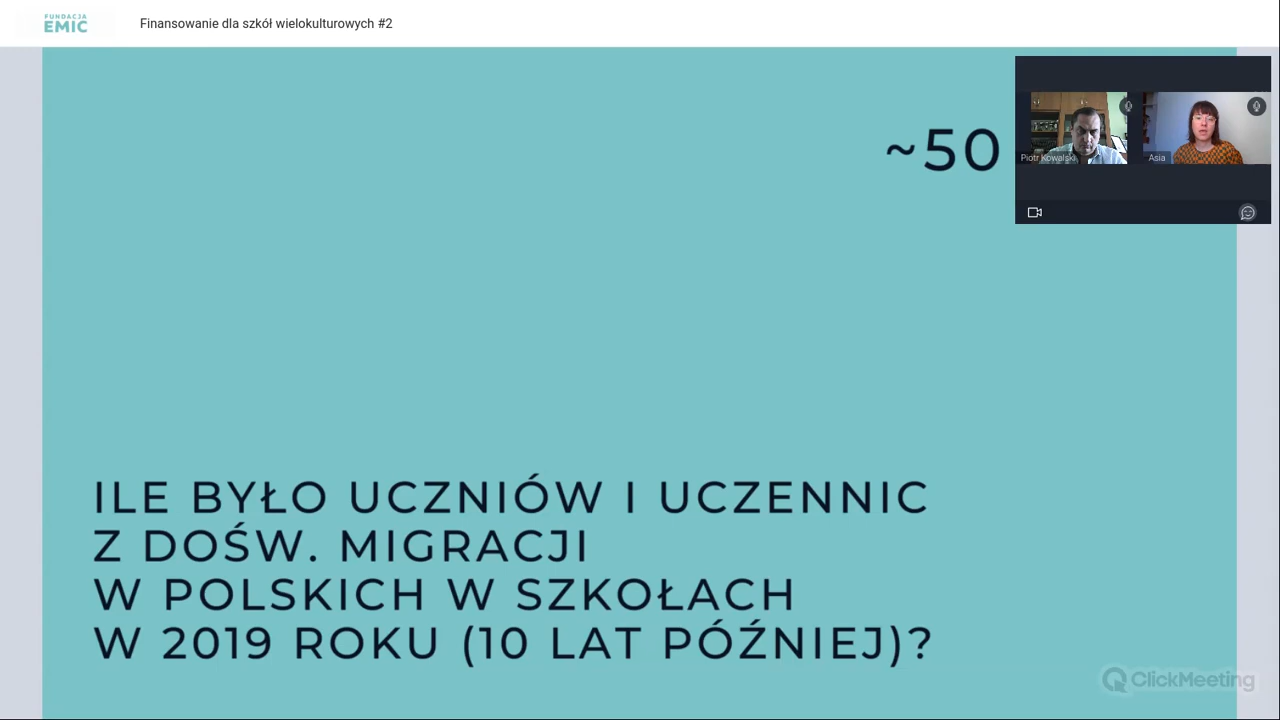 FUNDACJA
EMIC
Finansowanie dla szkół wielokulturowych #2
~50
Piotr Kowalski
Asia
ILE BYŁO UCZNIÓW I UCZENNIC
Z DOŚW. MIGRACJI
W POLSKICH W SZKOŁACH
W 2019 ROKU (10 LAT PÓŹNIEJ)?
ClickMeeting